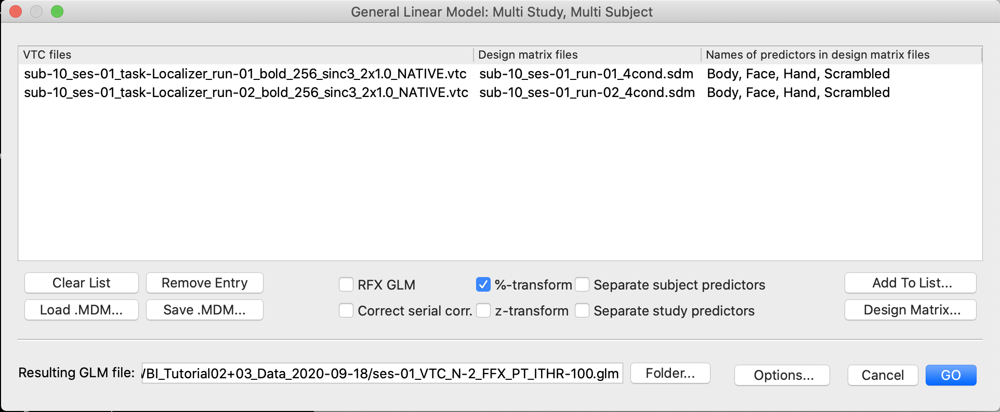 General Linear Model: Multi Study, Multi Subject
VTC files Design matrix files Names of predictors in design matrix files
sub-10_ses-01_task-Localizer_run-01_bold_256_sinc3_2x1.0_NATIVE.vtc sub-10_ses-01_run-01_4cond.sdm Body, Face, Hand, Scrambled
sub-10_ses-01_task-Localizer_run-02_bold_256_sinc3_2x1.0_NATIVE.vtc sub-10_ses-01_run-02_4cond.sdm Body, Face, Hand, Scrambled
Clear List Remove Entry RFX GLM %-transform Separate subject predictors Add To List...
Load .MDM... Save .MDM... Correct serial corr. z-transform Separate study predictors Design Matrix...
Resulting GLM file: BI_Tutorial02+03_Data_2020-09-18/ses-01_VTC_N-2_FFX_PT_ITHR-100.glm Folder... Options... Cancel GO